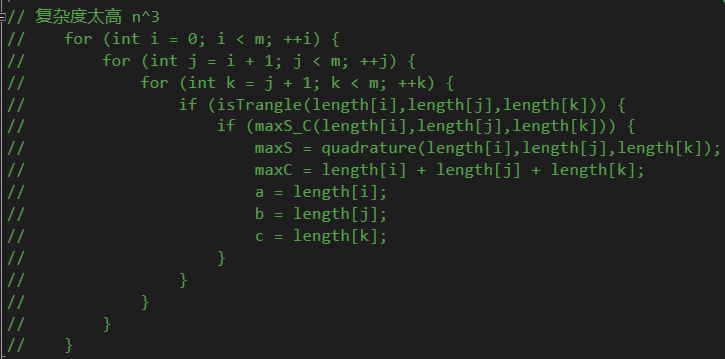 // 复杂度太高 n^3
//    for (int i = 0; i < m; ++i) {
//        for (int j = i + 1; j < m; ++j) {
//            for (int k = j + 1; k < m; ++k) {
//                if (isTrangle(length[i],length[j],length[k])) {
//                    if (maxS_C(length[i],length[j],length[k])) {
//                        maxS = quadrature(length[i],length[j],length[k]);
//                        maxC = length[i] + length[j] + length[k];
//                        a = length[i];
//                        b = length[j];
//                        c = length[k];
//                    }
//                }
//            }
//        }
//    }